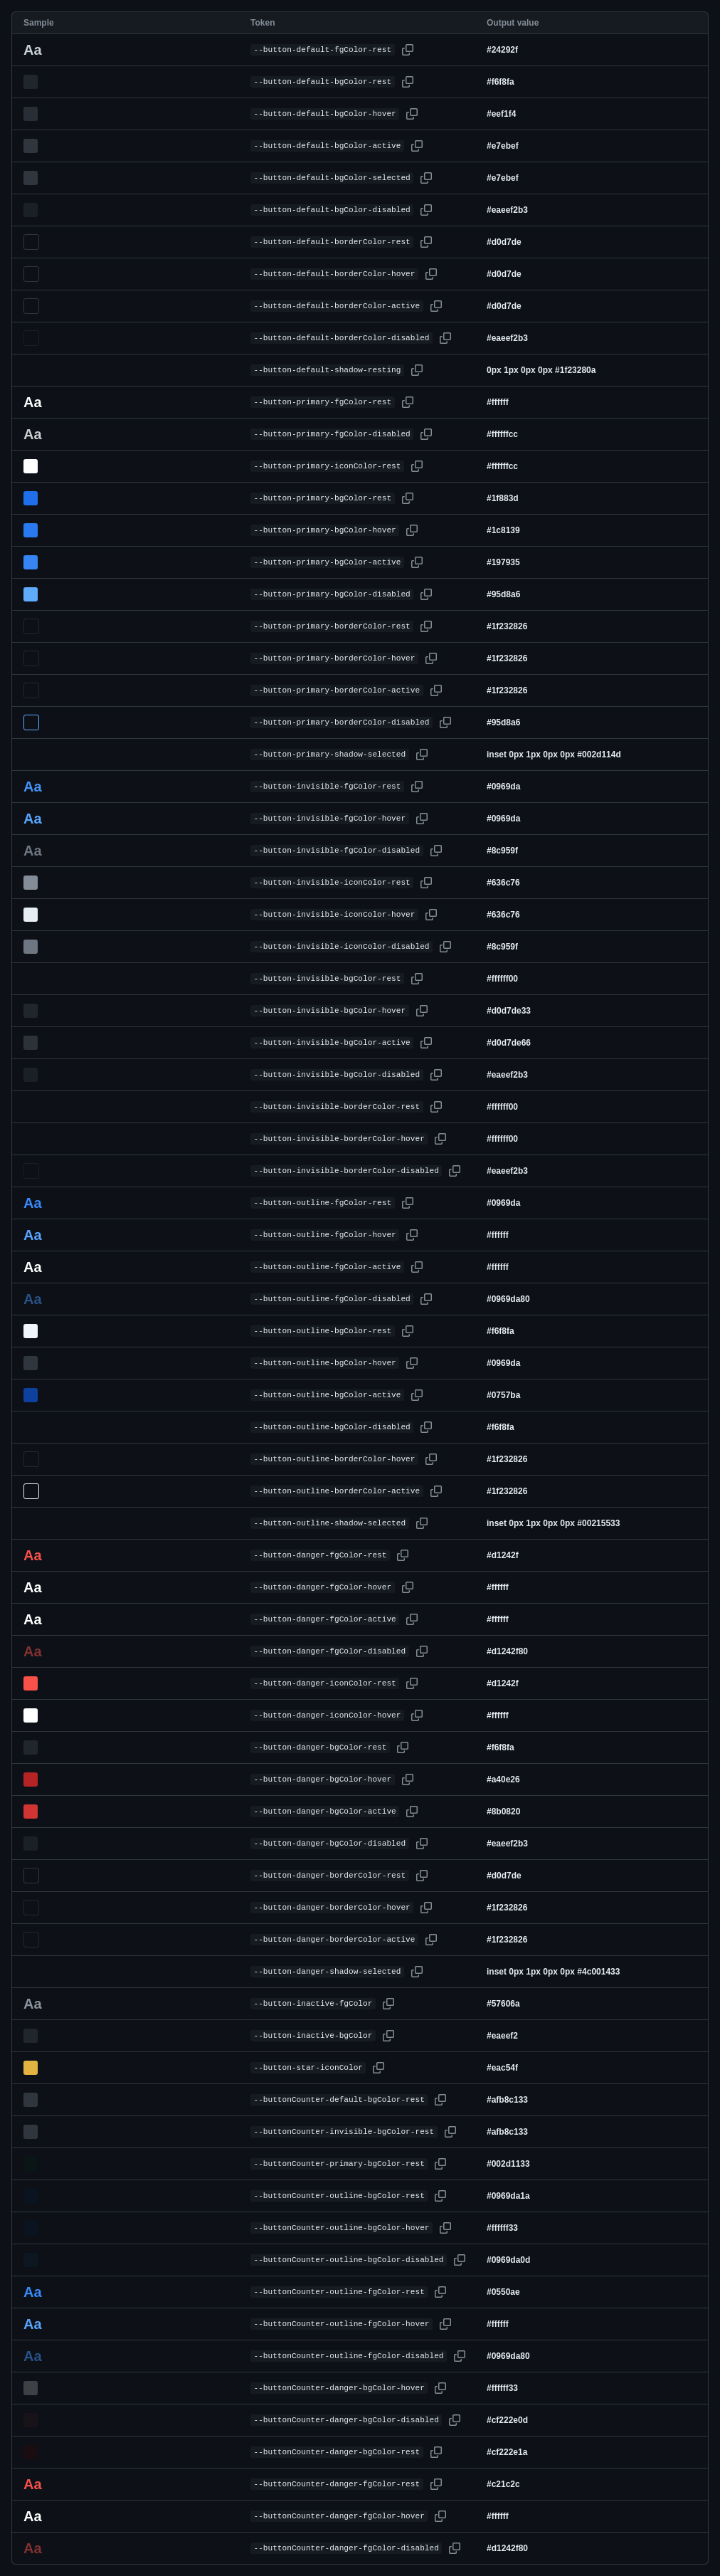 Sample Token Output value
Aa --button-default-fgColor-rest #24292f
--button-default-bgColor-rest #f6f8fa
--button-default-bgColor-hover #eef1f4
--button-default-bgColor-active #e7ebef
--button-default-bgColor-selected #e7ebef
--button-default-bgColor-disabled #eaeef2b3
--button-default-borderColor-rest #d0d7de
--button-default-borderColor-hover #d0d7de
--button-default-borderColor-active #d0d7de
--button-default-borderColor-disabled #eaeef2b3
--button-default-shadow-resting 0px 1px 0px 0px #1f23280a
Aa --button-primary-fgColor-rest #ffffff
Aa --button-primary-fgColor-disabled #ffffffcc
--button-primary-iconColor-rest #ffffffcc
--button-primary-bgColor-rest #1f883d
--button-primary-bgColor-hover #1c8139
--button-primary-bgColor-active #197935
--button-primary-bgColor-disabled #95d8a6
--button-primary-borderColor-rest #1f232826
--button-primary-borderColor-hover #1f232826
--button-primary-borderColor-active #1f232826
--button-primary-borderColor-disabled #95d8a6
--button-primary-shadow-selected inset 0px 1px 0px 0px #002d114d
Aa --button-invisible-fgColor-rest #0969da
Aa --button-invisible-fgColor-hover #0969da
Aa --button-invisible-fgColor-disabled #8c959f
--button-invisible-iconColor-rest #636c76
--button-invisible-iconColor-hover #636c76
--button-invisible-iconColor-disabled #8c959f
--button-invisible-bgColor-rest #ffffff00
--button-invisible-bgColor-hover #d0d7de33
--button-invisible-bgColor-active #d0d7de66
--button-invisible-bgColor-disabled #eaeef2b3
--button-invisible-borderColor-rest #ffffff00
--button-invisible-borderColor-hover #ffffff00
--button-invisible-borderColor-disabled #eaeef2b3
Aa --button-outline-fgColor-rest #0969da
Aa --button-outline-fgColor-hover #ffffff
Aa --button-outline-fgColor-active #ffffff
Aa --button-outline-fgColor-disabled #0969da80
--button-outline-bgColor-rest #f6f8fa
--button-outline-bgColor-hover #0969da
--button-outline-bgColor-active #0757ba
--button-outline-bgColor-disabled #f6f8fa
--button-outline-borderColor-hover #1f232826
--button-outline-borderColor-active #1f232826
--button-outline-shadow-selected inset 0px 1px 0px 0px #00215533
Aa --button-danger-fgColor-rest #d1242f
Aa --button-danger-fgColor-hover #ffffff
Aa --button-danger-fgColor-active #ffffff
Aa --button-danger-fgColor-disabled #d1242f80
--button-danger-iconColor-rest #d1242f
--button-danger-iconColor-hover #ffffff
--button-danger-bgColor-rest #f6f8fa
--button-danger-bgColor-hover #a40e26
--button-danger-bgColor-active #8b0820
--button-danger-bgColor-disabled #eaeef2b3
--button-danger-borderColor-rest #d0d7de
--button-danger-borderColor-hover #1f232826
--button-danger-borderColor-active #1f232826
--button-danger-shadow-selected inset 0px 1px 0px 0px #4c001433
Aa --button-inactive-fgColor #57606a
--button-inactive-bgColor #eaeef2
--button-star-iconColor #eac54f
--buttonCounter-default-bgColor-rest #afb8c133
--buttonCounter-invisible-bgColor-rest #afb8c133
--buttonCounter-primary-bgColor-rest #002d1133
--buttonCounter-outline-bgColor-rest #0969da1a
--buttonCounter-outline-bgColor-hover #ffffff33
--buttonCounter-outline-bgColor-disabled #0969da0d
Aa --buttonCounter-outline-fgColor-rest #0550ae
Aa --buttonCounter-outline-fgColor-hover #ffffff
Aa --buttonCounter-outline-fgColor-disabled #0969da80
--buttonCounter-danger-bgColor-hover #ffffff33
--buttonCounter-danger-bgColor-disabled #cf222e0d
--buttonCounter-danger-bgColor-rest #cf222e1a
Aa --buttonCounter-danger-fgColor-rest #c21c2c
Aa --buttonCounter-danger-fgColor-hover #ffffff
Aa --buttonCounter-danger-fgColor-disabled #d1242f80